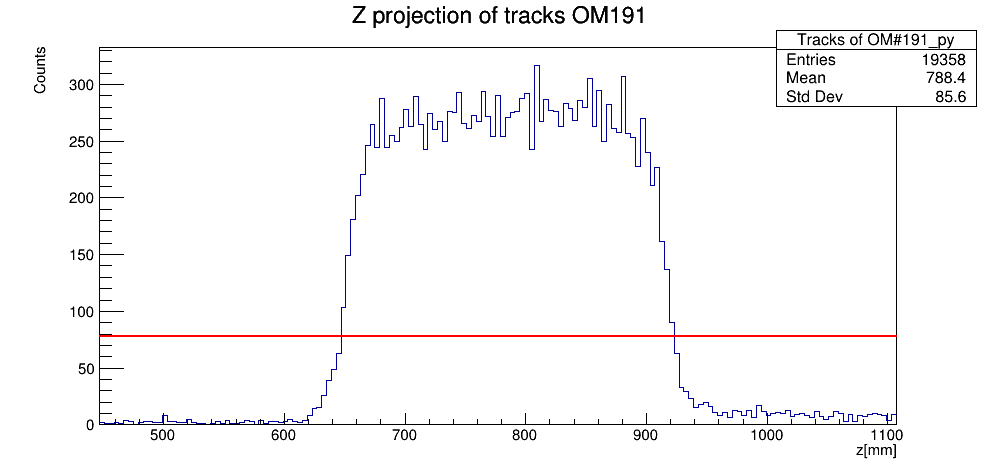 Z projection of tracks OM191
Tracks of OM#191_py
Entries 19358
Mean 788.4
Std Dev 85.6
Counts
300
250
200
150
100
50
0
500 600 700 800 900 1000 1100
z[mm]